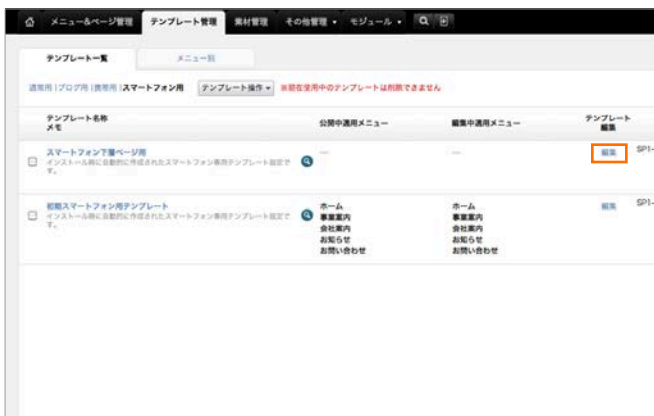 メニュー&ページ管理 テンプレート管理 素材管理 その他管理 ▾ モジュール ▾
テンプレート一覧 メニュー別
通常用 | ブログ用 | 携帯用 | スマートフォン用 テンプレート操作 ▾ ※現在使用中のテンプレートは削除できません
テンプレート名称 公開中適用メニュー 編集中適用メニュー テンプレート
メモ 編集
スマートフォン下層ページ用 --- --- 編集 SP1-
インストール時に自動的に作成されたスマートフォン専用テンプレート設定で
す。
初期スマートフォン用テンプレート ホーム ホーム 編集 SP1-
インストール時に自動的に作成されたスマートフォン専用テンプレート設定で 事業案内 事業案内
す。 会社案内 会社案内
お知らせ お知らせ
お問い合わせ お問い合わせ